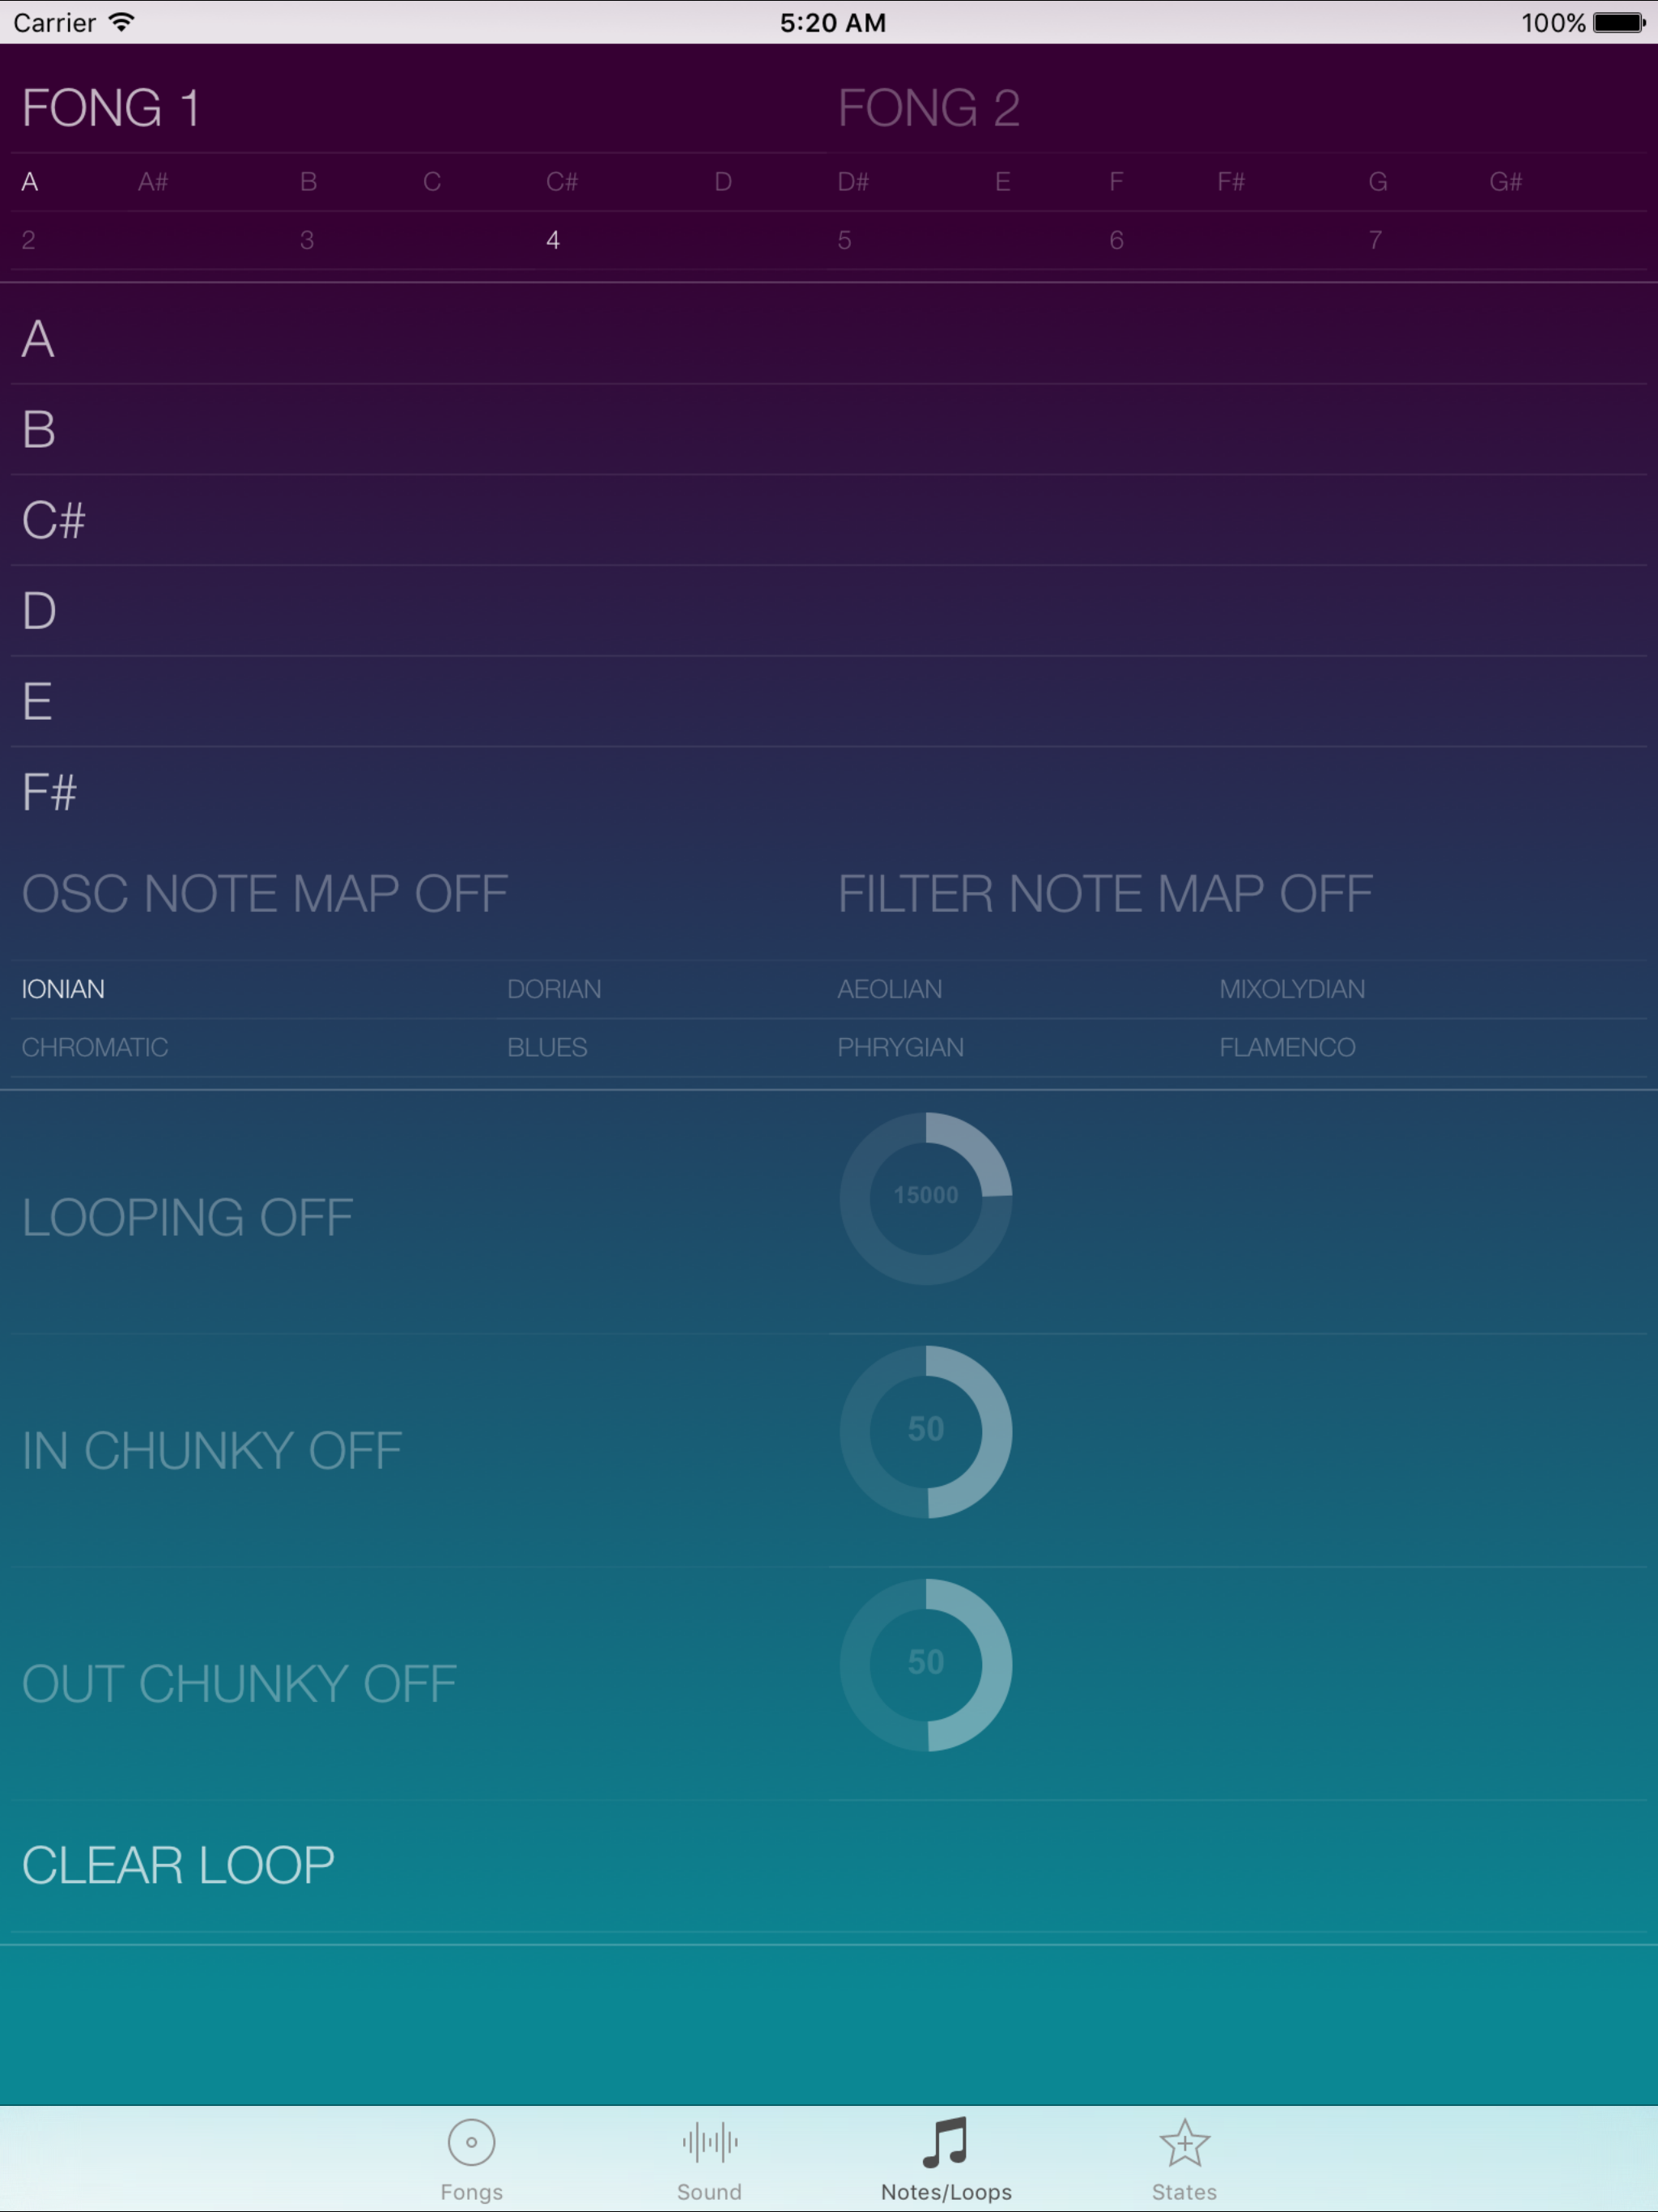 Carrier 5:20 AM 100%
FONG 1 FONG 2
A A# B C C# D D# E F F# G G#
2 3 4 5 6 7
A
B
C#
D
E
F#
OSC NOTE MAP OFF FILTER NOTE MAP OFF
IONIAN DORIAN AEOLIAN MIXOLYDIAN
CHROMATIC BLUES PHRYGIAN FLAMENCO
LOOPING OFF 15000
IN CHUNKY OFF 50
OUT CHUNKY OFF 50
CLEAR LOOP
Fongs Sound Notes/Loops States